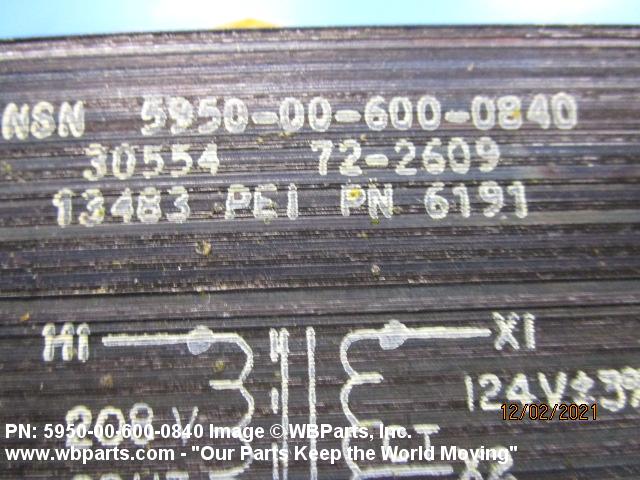 NSN 5950-00-600-0840
30554 72-2609
13483 PEI PN 6191
H1 X1
124V±3%
208 V
12/02/2021
X2
PN: 5950-00-600-0840 Image © WBParts, Inc.
www.wbparts.com - "Our Parts Keep the World Moving"